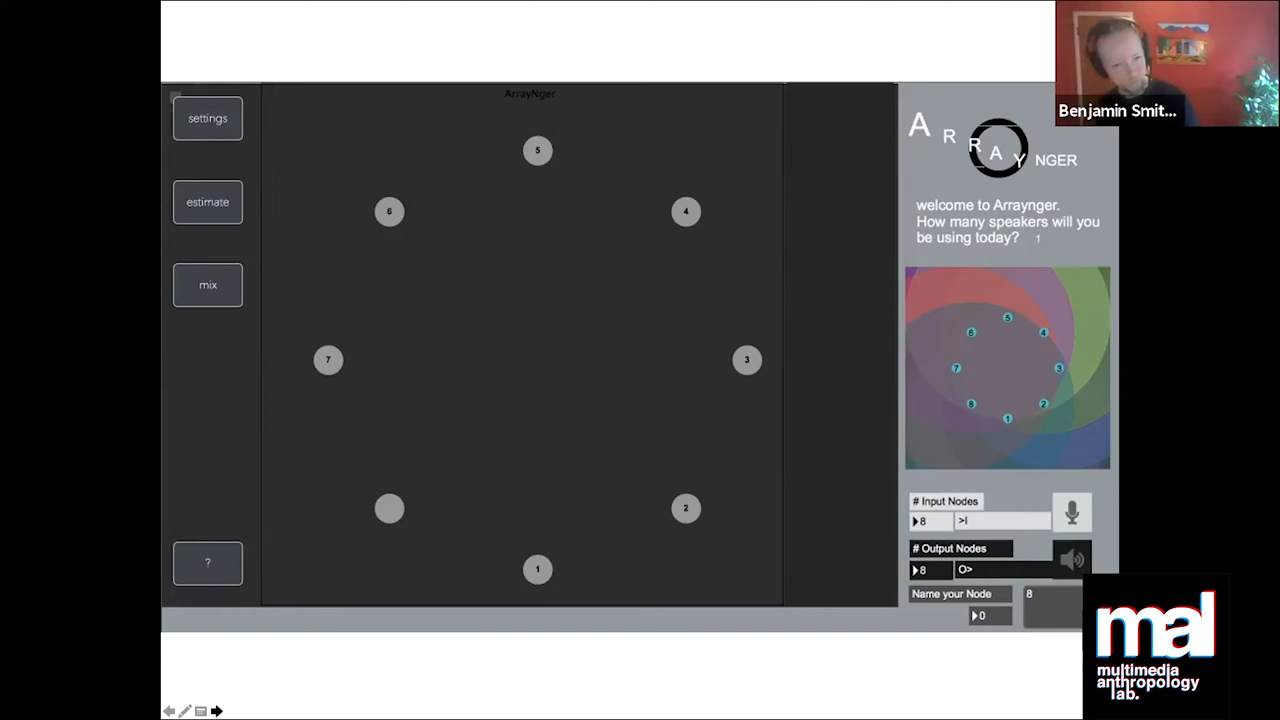 Benjamin Smit...
ArrayNger
settings
estimate
mix
?
5
6
4
7
3
2
1
ARRAYNGER
welcome to Arraynger.
How many speakers will you
be using today? 1
5
6
4
7
3
8
2
1
# Input Nodes
8
>I
# Output Nodes
8
O>
Name your Node
8
0
mal
multimedia
anthropology
lab.